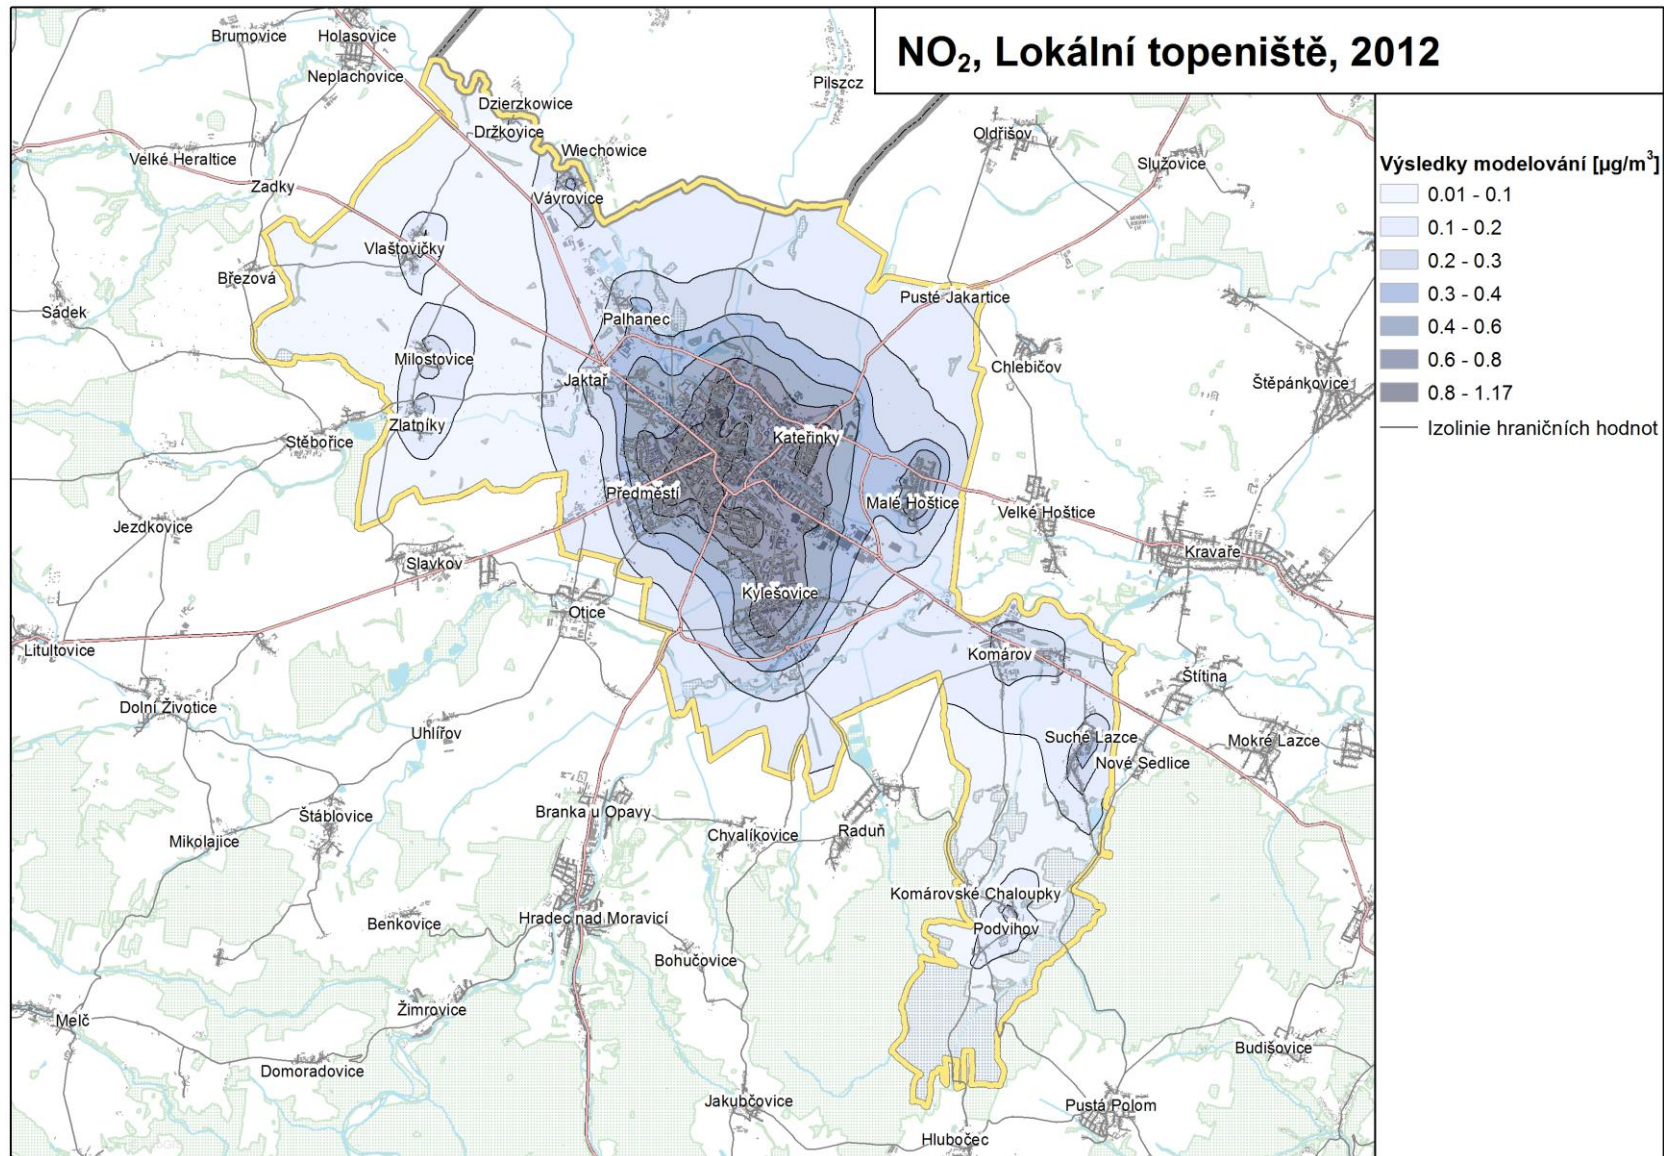 NO₂, Lokální topeniště, 2012
Výsledky modelování [µg/m³]
0.01 - 0.1
0.1 - 0.2
0.2 - 0.3
0.3 - 0.4
0.4 - 0.6
0.6 - 0.8
0.8 - 1.17
Izolinie hraničních hodnot
Brumovice
Holasovice
Neplachovice
Pilszcz
Dzierzkowice
Držkovice
Oldřišov
Velké Heraltice
Wiechowice
Služovice
Zadky
Vávrovice
Vlaštovičky
Březová
Pusté Jakartice
Sádek
Palhanec
Milostovice
Chlebičov
Jaktař
Štěpánkovice
Zlatníky
Stěbořice
Kateřinky
Předměstí
Malé Hoštice
Velké Hoštice
Jezdkovice
Kravaře
Slavkov
Kylešovice
Otice
Litultovice
Komárov
Štítina
Dolní Životice
Uhlířov
Suché Lazce
Mokré Lazce
Nové Sedlice
Branka u Opavy
Štáblovice
Mikolajice
Chvalíkovice
Raduň
Komárovské Chaloupky
Benkovice
Hradec nad Moravicí
Podvihov
Bohučovice
Žimrovice
Melč
Budišovice
Domoradovice
Jakubčovice
Pustá Polom
Hlubočec